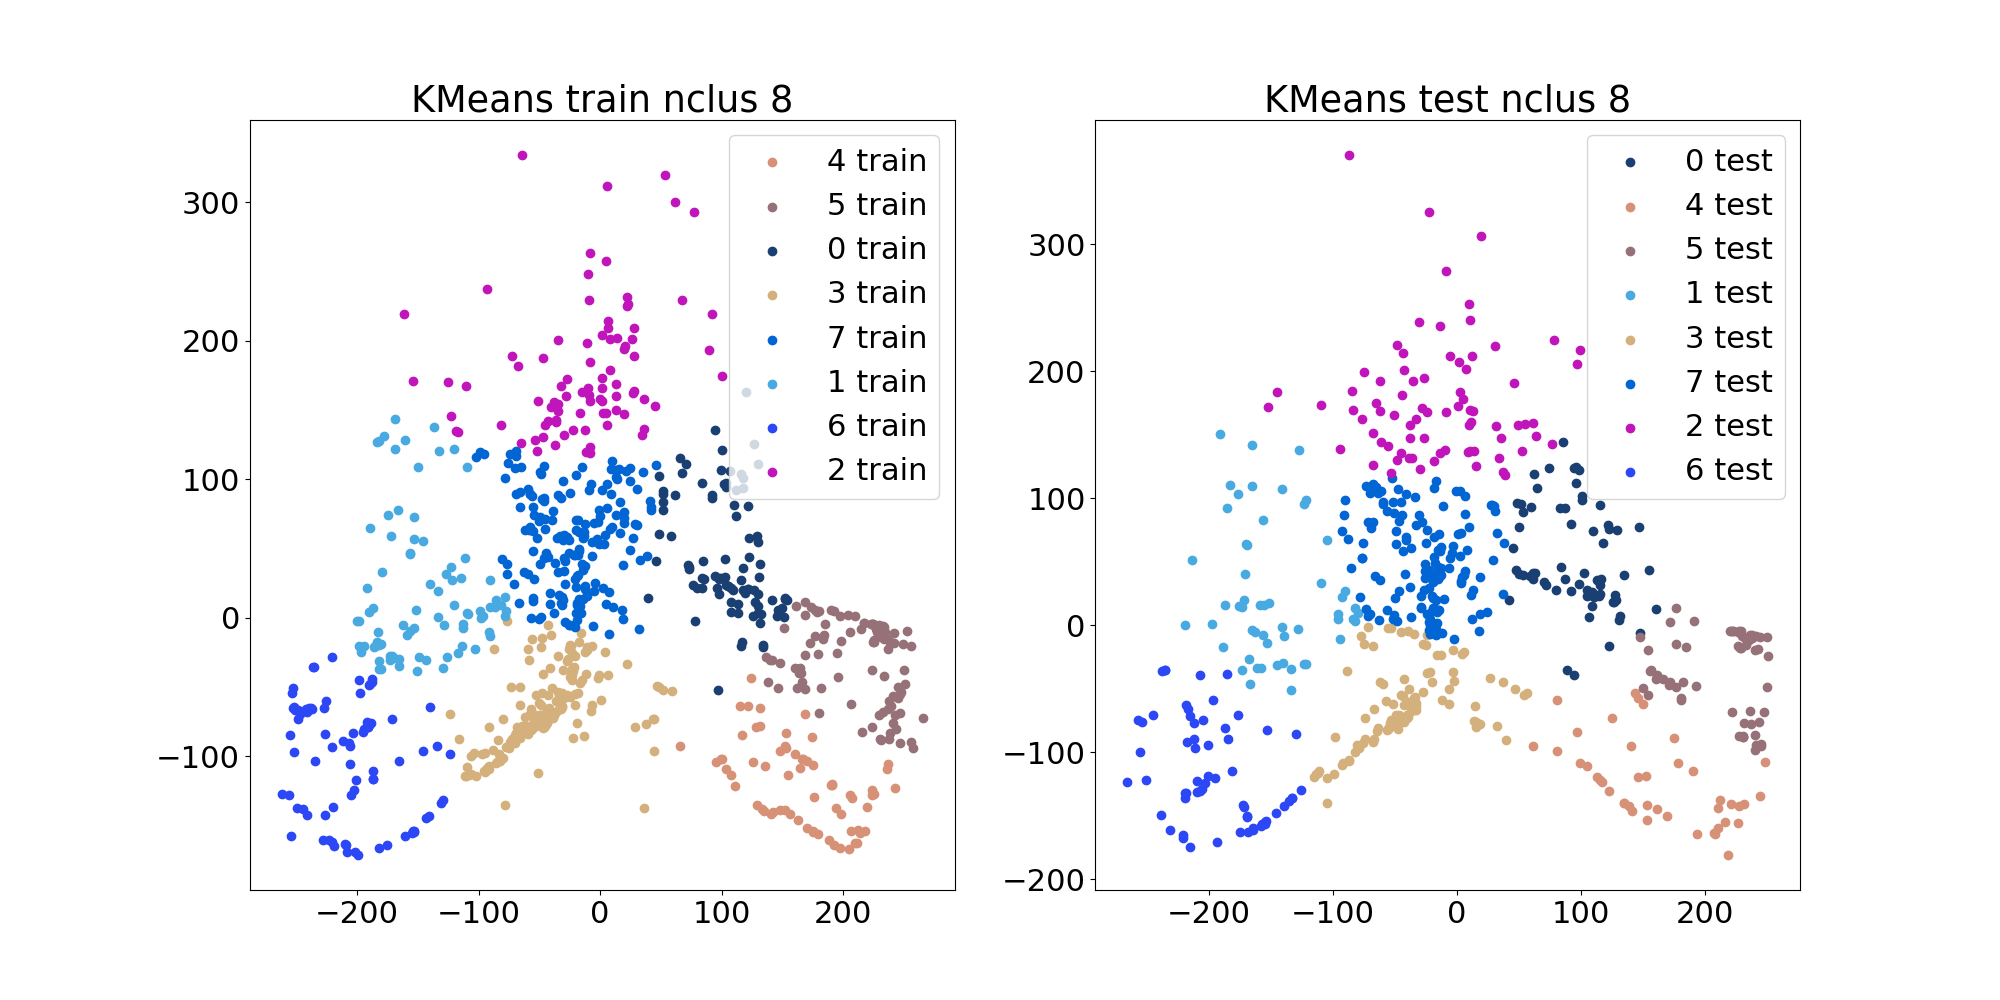 KMeans train nclus 8
300
200
100
0
−100
−200
−100
0
100
200
4 train
5 train
0 train
3 train
7 train
1 train
6 train
2 train
KMeans test nclus 8
300
200
100
0
−100
−200
−200
−100
0
100
200
0 test
4 test
5 test
1 test
3 test
7 test
2 test
6 test